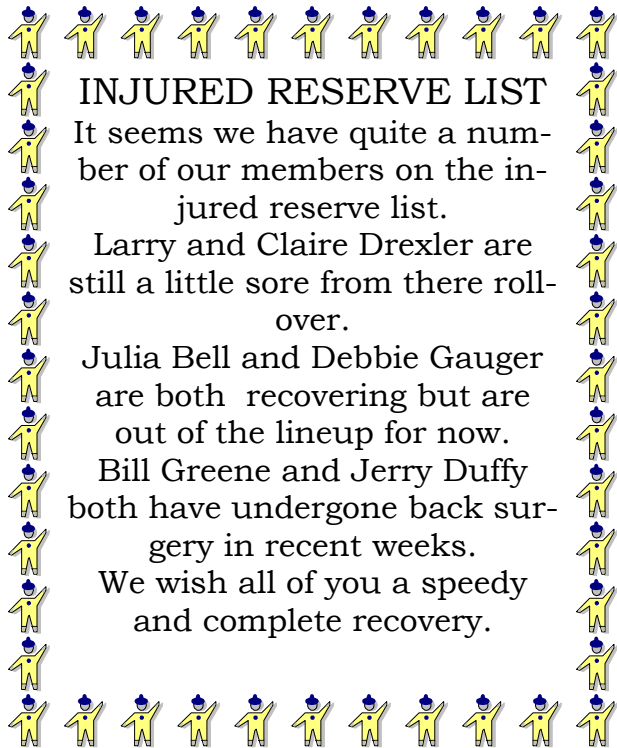 INJURED RESERVE LIST
It seems we have quite a num-
ber of our members on the in-
jured reserve list.
Larry and Claire Drexler are
still a little sore from there roll-
over.
Julia Bell and Debbie Gauger
are both  recovering but are
out of the lineup for now.
Bill Greene and Jerry Duffy
both have undergone back sur-
gery in recent weeks.
We wish all of you a speedy
and complete recovery.